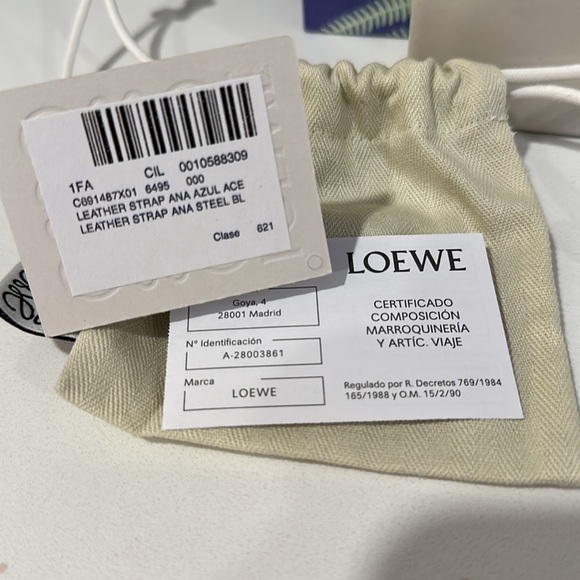 CIL 0010588309
1FA
C691487X01 6495 000
LEATHER STRAP ANA AZUL ACE
LEATHER STRAP ANA STEEL BL
Clase 621
LOEWE
Goya, 4
28001 Madrid
Nº Identificación
A-28003861
Marca
LOEWE
CERTIFICADO
COMPOSICIÓN
MARROQUINERÍA
Y ARTÍC. VIAJE
Regulado por R. Decretos 769/1984
165/1988 y O.M. 15/2/90